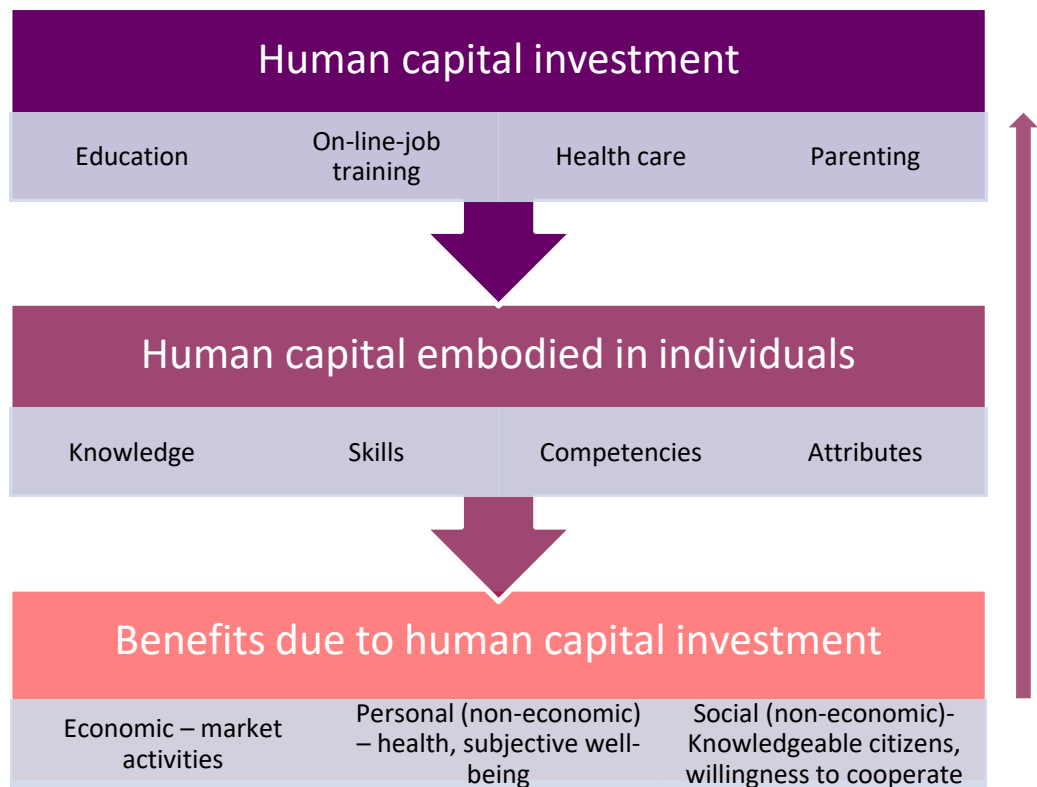 Human capital investment
Education
On-line-job
training
Health care
Parenting
Human capital embodied in individuals
Knowledge
Skills
Competencies
Attributes
Benefits due to human capital investment
Economic – market
activities
Personal (non-economic)
– health, subjective well-
being
Social (non-economic)-
Knowledgeable citizens,
willingness to cooperate